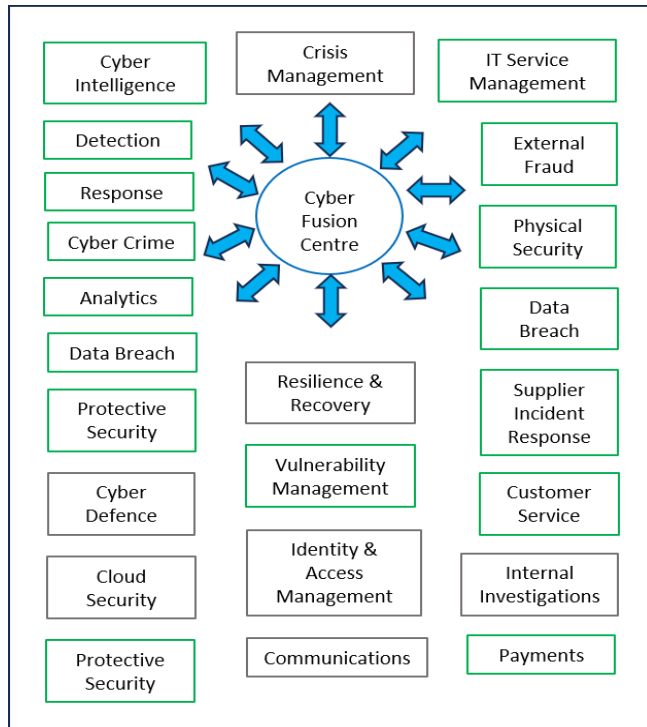 Cyber
Intelligence
Crisis
Management
IT Service
Management
Detection
External
Fraud
Response
Cyber
Fusion
Centre
Cyber Crime
Physical
Security
Analytics
Data
Breach
Data Breach
Resilience &
Recovery
Supplier
Incident
Response
Protective
Security
Vulnerability
Management
Cyber
Defence
Customer
Service
Identity &
Access
Management
Cloud
Security
Internal
Investigations
Protective
Security
Communications
Payments